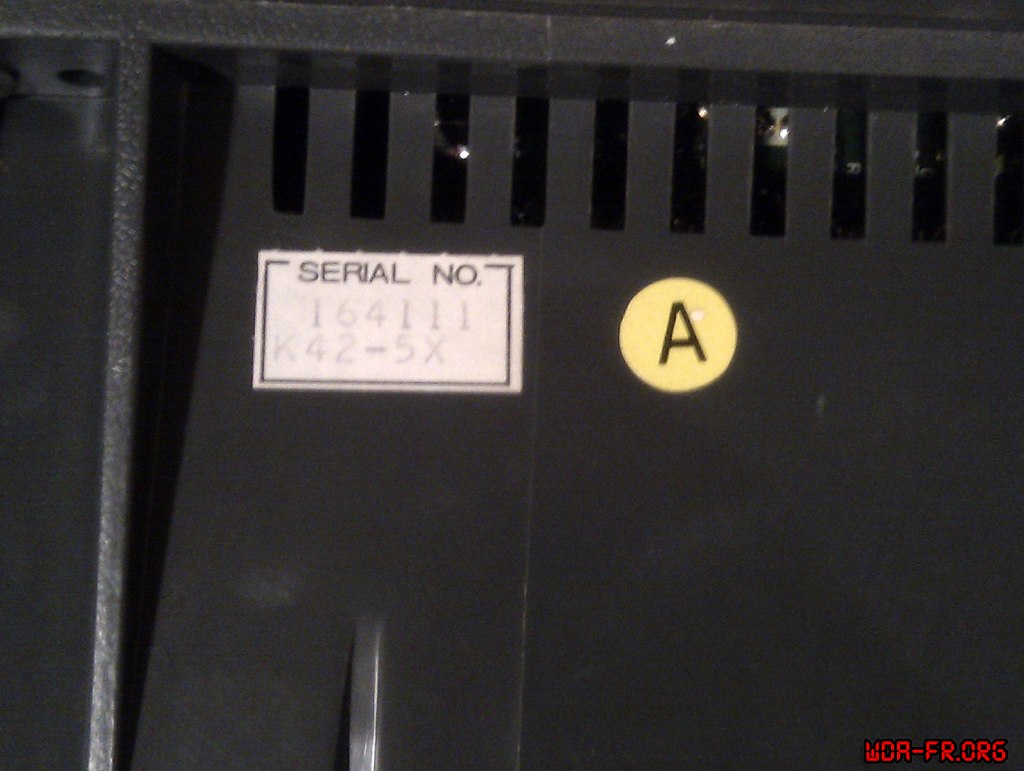 SERIAL NO.
164111
K42-5X
A
WDA-FR.ORG